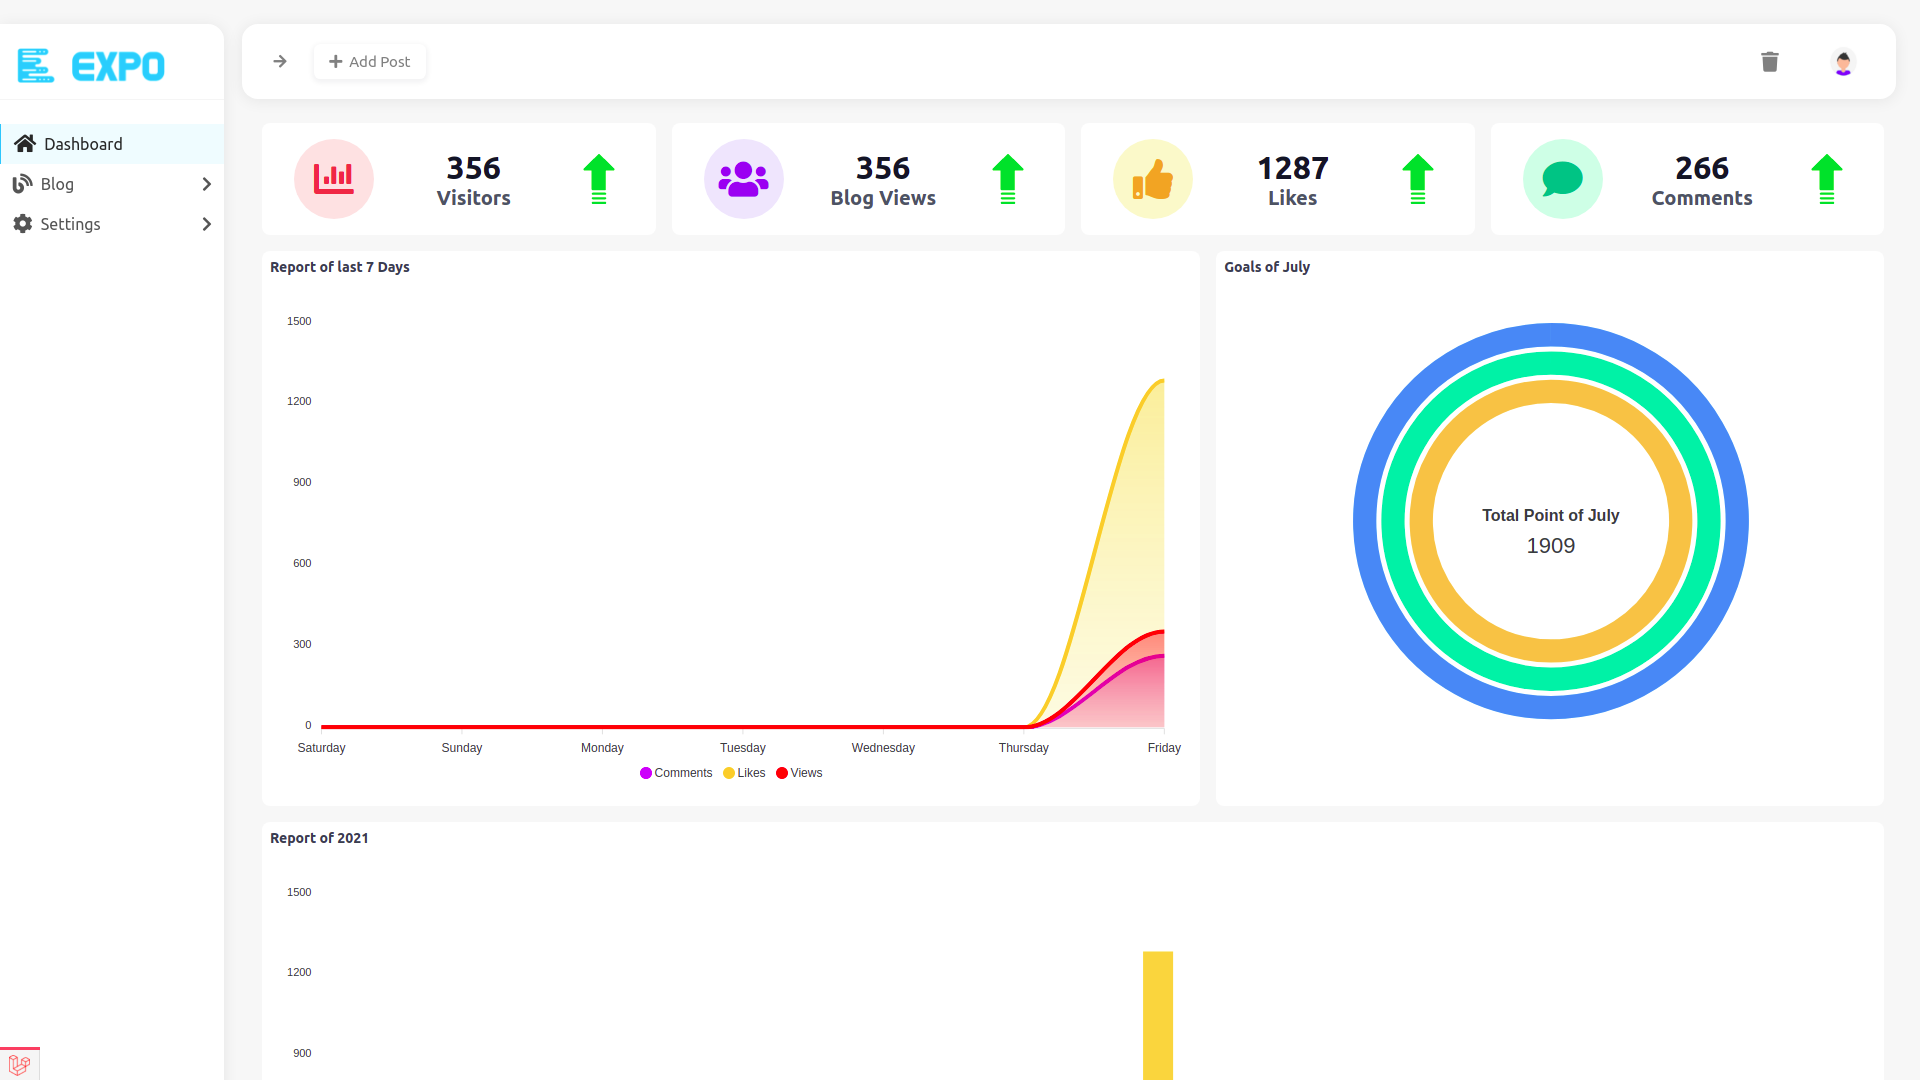 EXPO
Add Post
Dashboard
Blog
Settings
356
Visitors
356
Blog Views
1287
Likes
266
Comments
Report of last 7 Days
1500
1200
900
600
300
0
Saturday Sunday Monday Tuesday Wednesday Thursday Friday
Comments Likes Views
Goals of July
Total Point of July
1909
Report of 2021
1500
1200
900